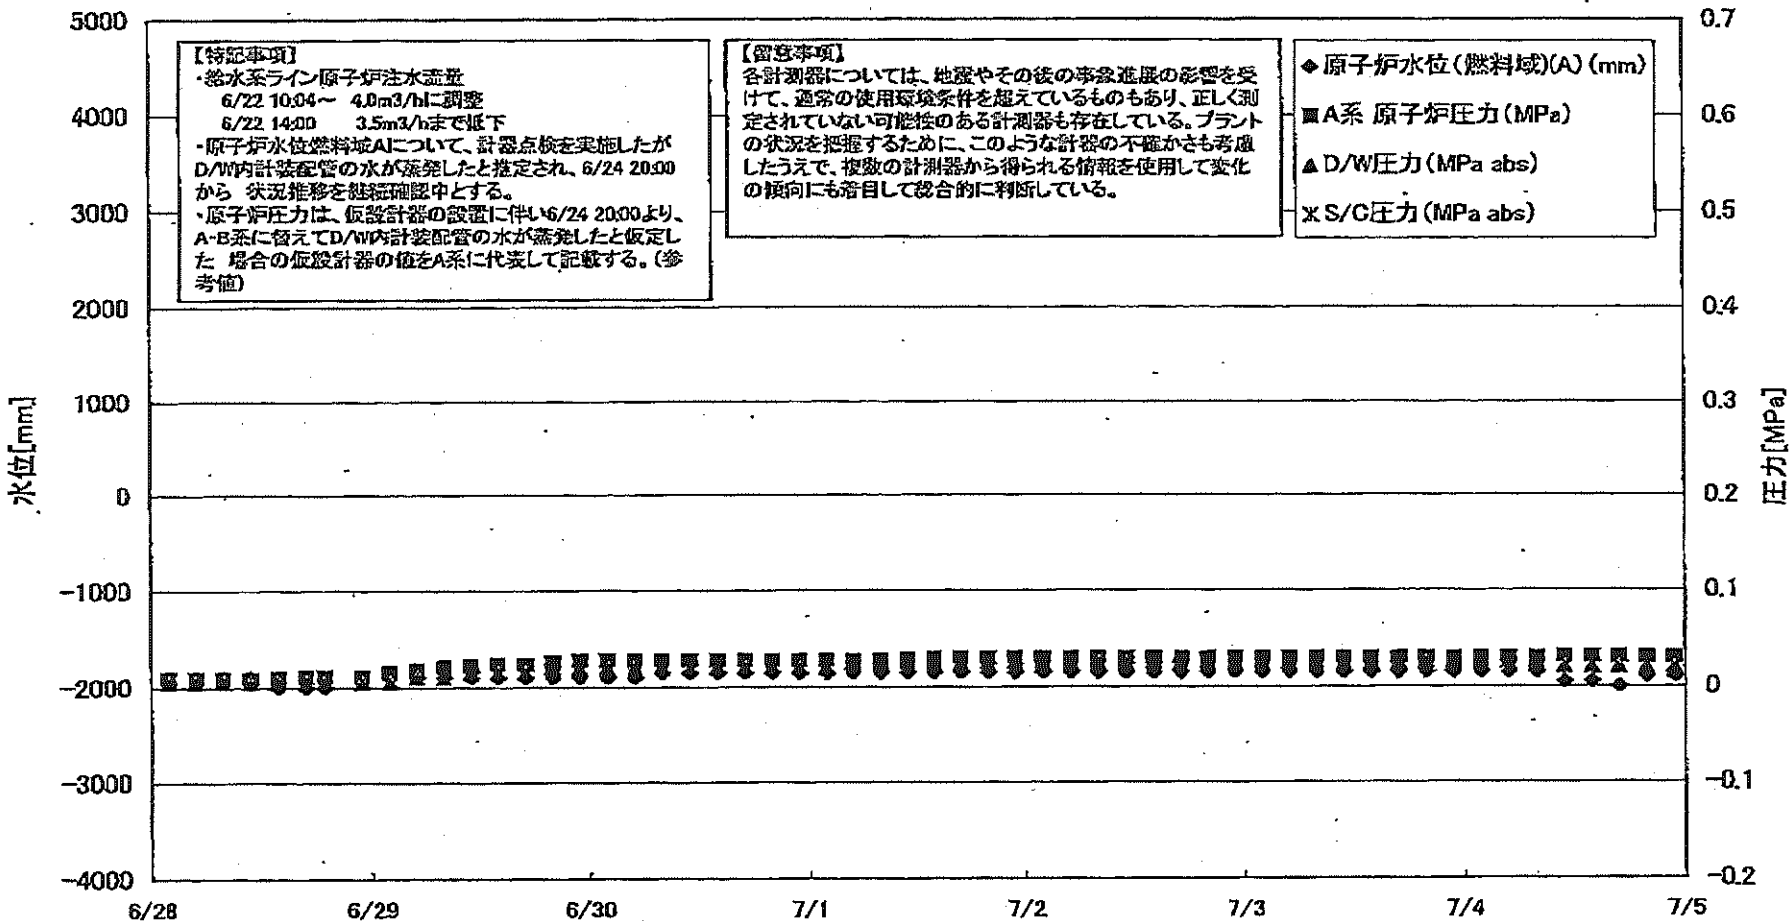 【特記事項】
・給水系ライン原子炉注水流量
6/22 10:04～ 4.0m3/hに調整
6/22 14:00 3.5m3/hまで低下
・原子炉水位燃料域Aについて、計器点検を実施したが
D/W内計装配管の水が蒸発したと推定され、6/24 20:00
から 状況推移を継続確認中とする。
・原子炉圧力は、仮設計器の設置に伴い6/24 20:00より、
A・B系に替えてD/W内計装配管の水が蒸発したと仮定し
た 場合の仮設計器の値をA系に代表して記載する。(参
考値)
【留意事項】
各計測器については、地震やその後の事象進展の影響を受
けて、通常の使用環境条件を超えているものもあり、正しく測
定されていない可能性のある計測器も存在している。プラント
の状況を把握するために、このような計器の不確かさも考慮
したうえで、複数の計測器から得られる情報を使用して変化
の傾向にも着目して総合的に判断している。
原子炉水位(燃料域)(A)(mm)
A系 原子炉圧力(MPa)
D/W圧力(MPa abs)
S/C圧力(MPa abs)
水位[mm]
5000
4000
3000
2000
1000
0
-1000
-2000
-3000
-4000
圧力[MPa]
0.7
0.6
0.5
0.4
0.3
0.2
0.1
0
-0.1
-0.2
6/28 6/29 6/30 7/1 7/2 7/3 7/4 7/5